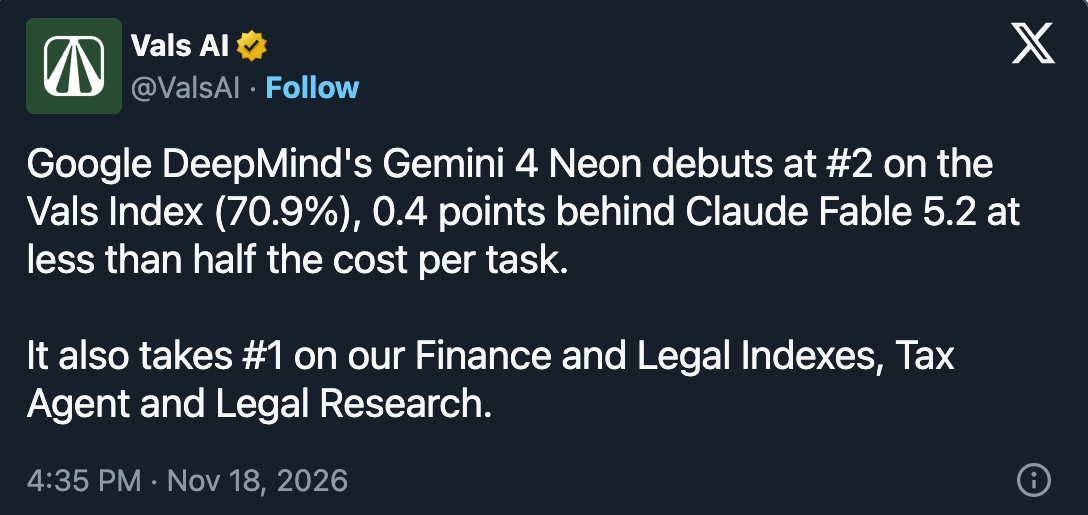 Vals AI
@ValsAI · Follow
Google DeepMind's Gemini 4 Neon debuts at #2 on the
Vals Index (70.9%), 0.4 points behind Claude Fable 5.2 at
less than half the cost per task.
It also takes #1 on our Finance and Legal Indexes, Tax
Agent and Legal Research.
4:35 PM · Nov 18, 2026